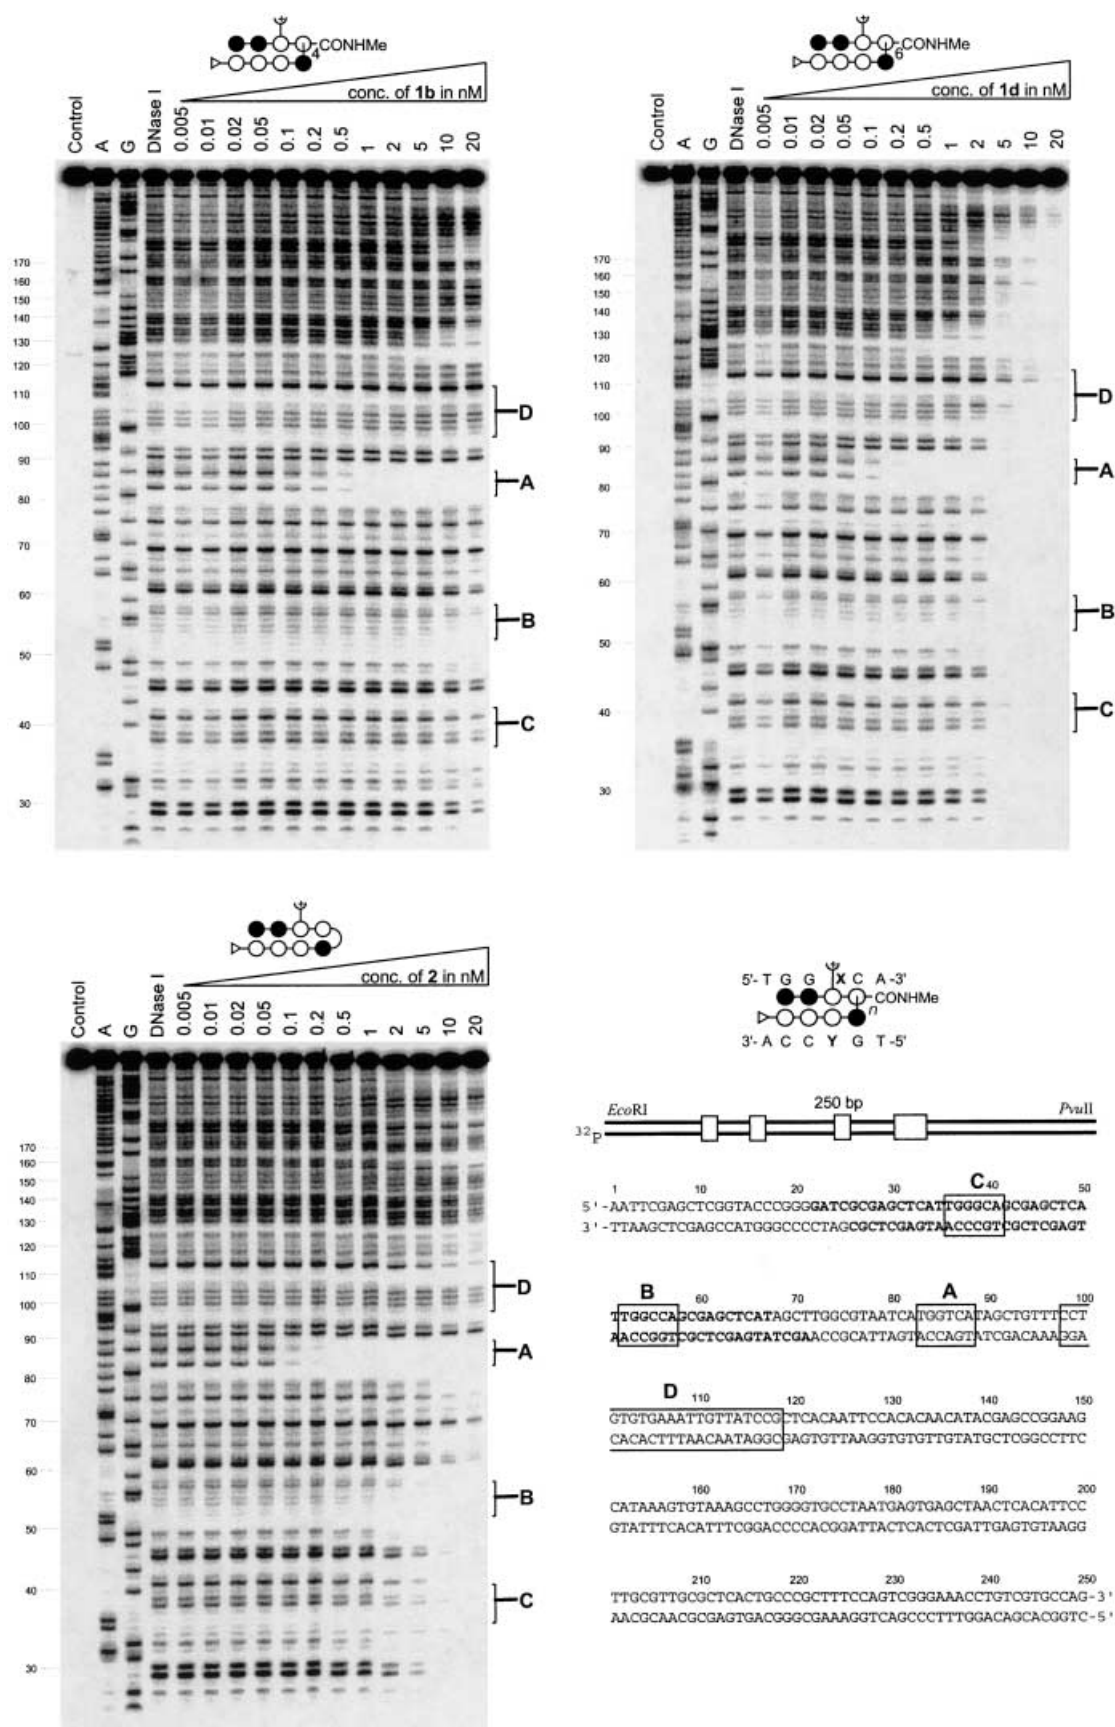 4 CONHMe
conc. of 1b in nM
Control A G DNase I 0.005 0.01 0.02 0.05 0.1 0.2 0.5 1 2 5 10 20
170
160
150
140
130
120
110
D
100
90
A
80
70
60
B
50
C
40
30
6 CONHMe
conc. of 1d in nM
Control A G DNase I 0.005 0.01 0.02 0.05 0.1 0.2 0.5 1 2 5 10 20
170
160
150
140
130
120
110
D
100
90
A
80
70
60
B
50
C
40
30
conc. of 2 in nM
Control A G DNase I 0.005 0.01 0.02 0.05 0.1 0.2 0.5 1 2 5 10 20
170
160
150
140
130
120
110
D
100
90
A
80
70
60
B
50
40
C
30
5'- T G G X C A -3'
CONHMe
n
3'- A C C Y G T -5'
EcoRI 250 bp PvuII
32P
1 10 20 30 C 40 50
5'-AATTCGAGCTCGGTACCCGGGGATCGCGAGCTCATTGGGCAGCGAGCTCA
3'-TTAAGCTCGAGCCATGGGCCCCTAGCGCTCGAGTAACCCGTCGCTCGAGT
B 60 70 80 A 90 100
TTGGCCAGCGAGCTCATAGCTTGGCGTAATCATGGTCATAGCTGTTTCCT
AACCGGTCGCTCGAGTATCGAACCGCATTAGTACCAGTATCGACAAAGGA
D 110 120 130 140 150
GTGTGAAATTGTTATCCGCTCACAATTCCACACAACATACGAGCCGGAAG
CACACTTTAACAATAGGCGAGTGTTAAGGTGTGTTGTATGCTCGGCCTTC
160 170 180 190 200
CATAAAGTGTAAAGCCTGGGGTGCCTAATGAGTGAGCTAACTCACATTCC
GTATTTCACATTTCGGACCCCACGGATTACTCACTCGATTGAGTGTAAGG
210 220 230 240 250
TTGCGTTGCGCTCACTGCCCGCTTTCCAGTCGGGAAACCTGTCGTGCCAG-3'
AACGCAACGCGAGTGACGGGCGAAAGGTCAGCCCTTTGGACAGCACGGTC-5'